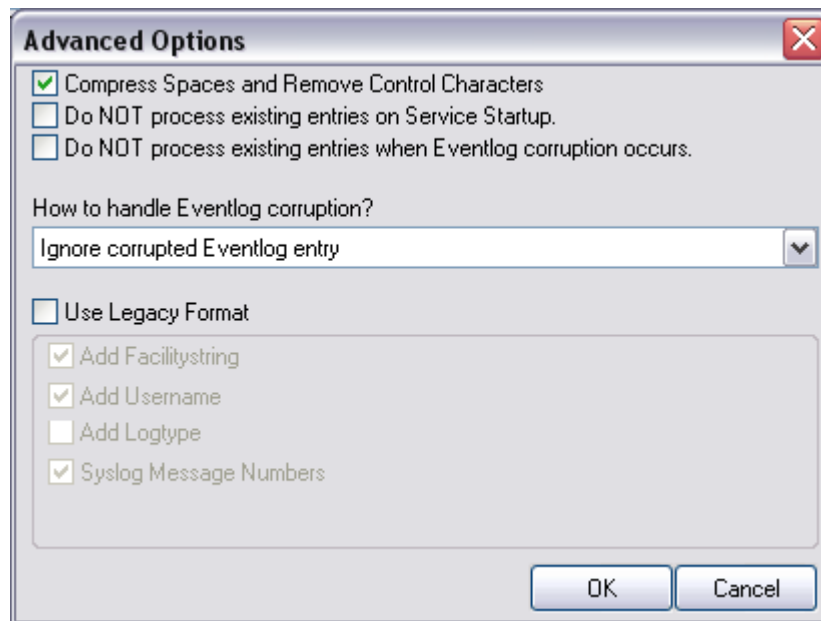 Advanced Options
Compress Spaces and Remove Control Characters
Do NOT process existing entries on Service Startup.
Do NOT process existing entries when Eventlog corruption occurs.
How to handle Eventlog corruption?
Ignore corrupted Eventlog entry
Use Legacy Format
Add Facilitystring
Add Username
Add Logtype
Syslog Message Numbers
OK Cancel